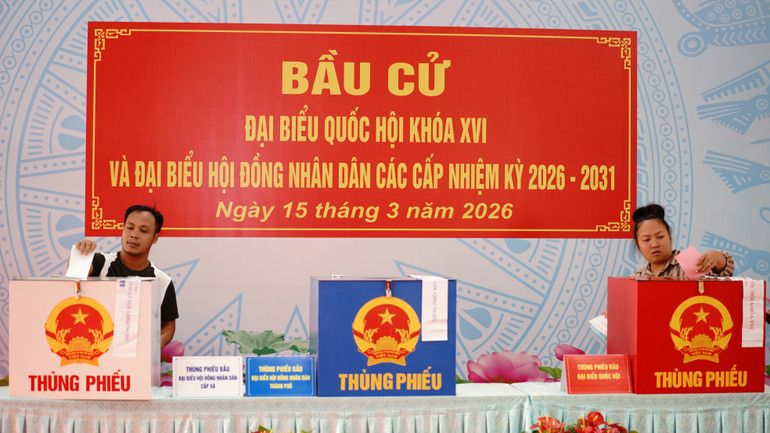 BẦU CỬ
ĐẠI BIỂU QUỐC HỘI KHÓA XVI
VÀ ĐẠI BIỂU HỘI ĐỒNG NHÂN DÂN CÁC CẤP NHIỆM KỲ 2026 - 2031
Ngày 15 tháng 3 năm 2026
THÙNG PHIẾU
THÙNG PHIẾU BẦU
ĐẠI BIỂU HỘI ĐỒNG NHÂN DÂN
CẤP XÃ
THÙNG PHIẾU BẦU
ĐẠI BIỂU HỘI ĐỒNG NHÂN DÂN
THÀNH PHỐ
THÙNG PHIẾU
THÙNG PHIẾU BẦU
ĐẠI BIỂU QUỐC HỘI
THÙNG PHIẾU